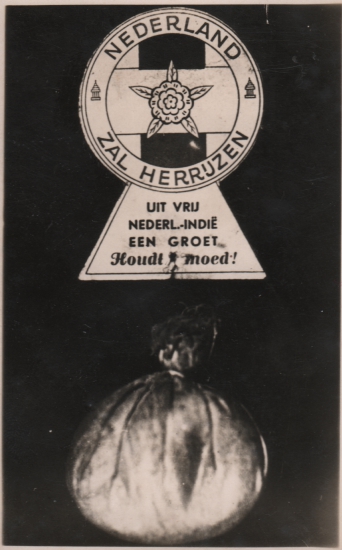 NEDERLAND
ZAL HERRIJZEN
UIT VRIJ
NEDERL.-INDIË
EEN GROET
Houdt moed!